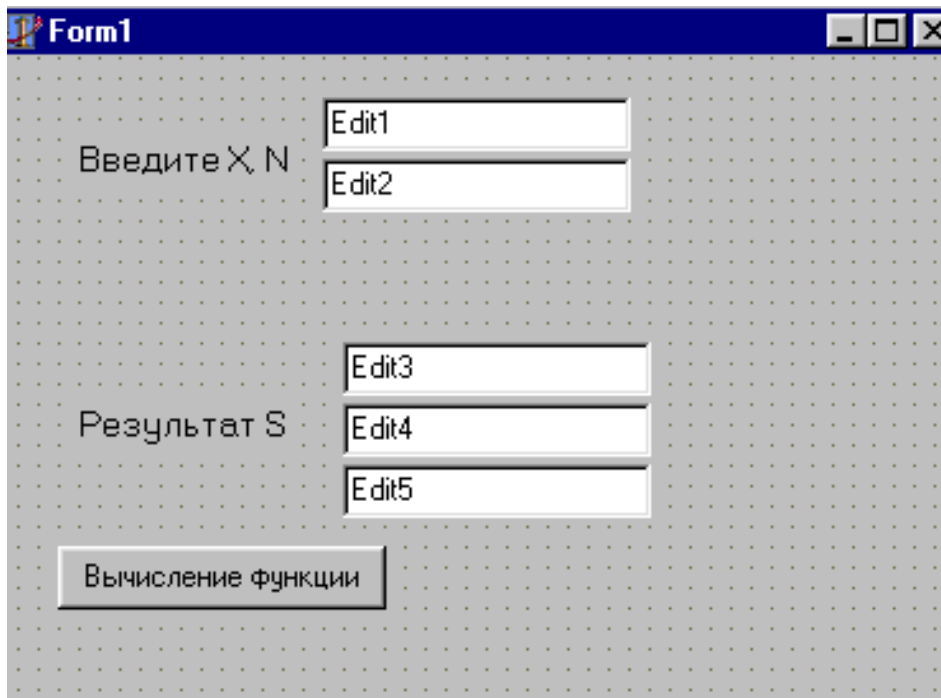 Form1
Edit1
Введите X, N
Edit2
Edit3
Результат S
Edit4
Edit5
Вычисление функции